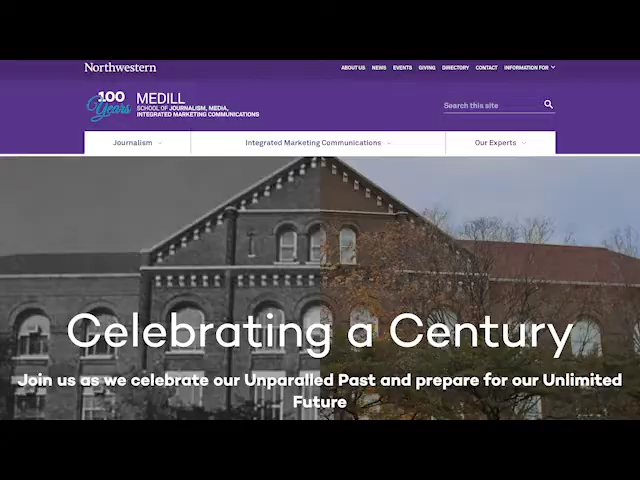 Northwestern
ABOUT US NEWS EVENTS GIVING DIRECTORY CONTACT INFORMATION FOR
100 Years
MEDILL
SCHOOL OF JOURNALISM, MEDIA,
INTEGRATED MARKETING COMMUNICATIONS
Search this site
Journalism Integrated Marketing Communications Our Experts
Celebrating a Century
Join us as we celebrate our Unparalled Past and prepare for our Unlimited
Future